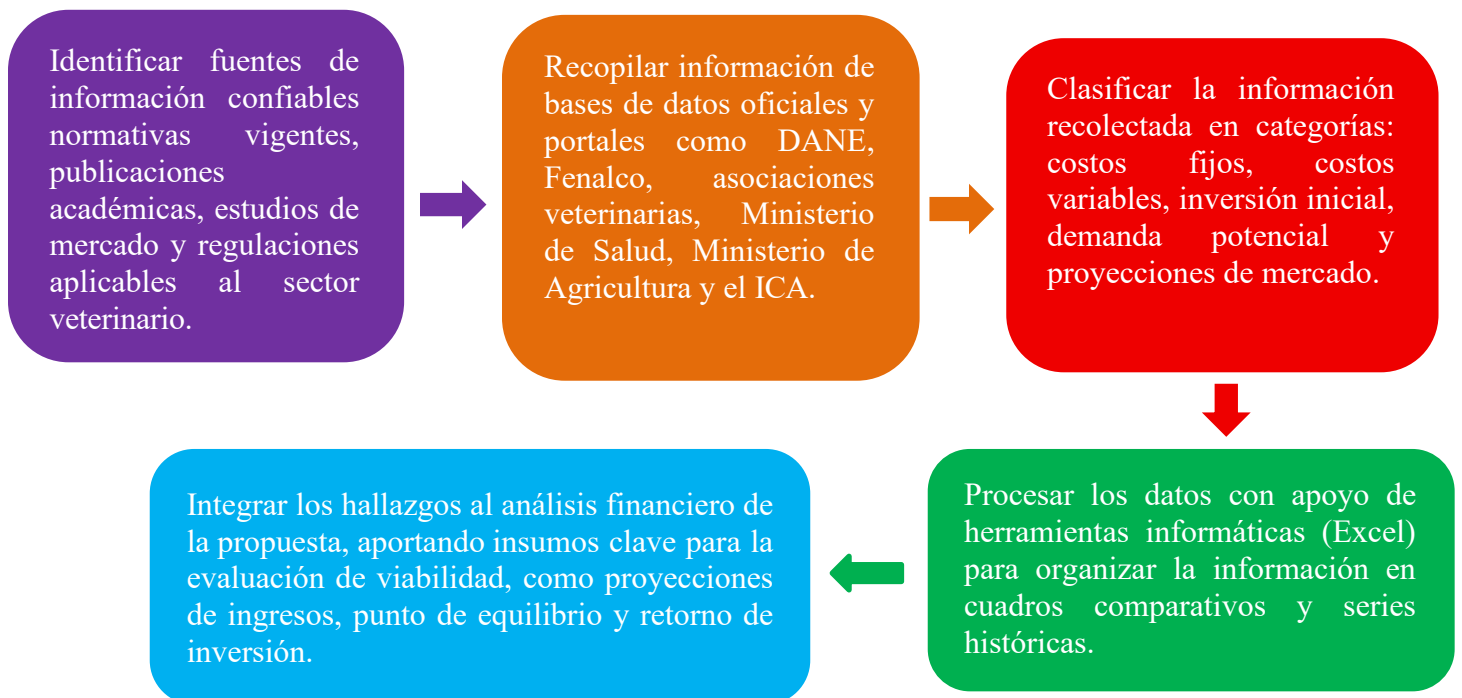 Identificar fuentes de
información confiables
normativas vigentes,
publicaciones
académicas, estudios de
mercado y regulaciones
aplicables al sector
veterinario.
Recopilar información de
bases de datos oficiales y
portales como DANE,
Fenalco, asociaciones
veterinarias, Ministerio
de Salud, Ministerio de
Agricultura y el ICA.
Clasificar la información
recolectada en categorías:
costos fijos, costos
variables, inversión inicial,
demanda potencial y
proyecciones de mercado.
Procesar los datos con apoyo de
herramientas informáticas (Excel)
para organizar la información en
cuadros comparativos y series
históricas.
Integrar los hallazgos al análisis financiero de
la propuesta, aportando insumos clave para la
evaluación de viabilidad, como proyecciones
de ingresos, punto de equilibrio y retorno de
inversión.